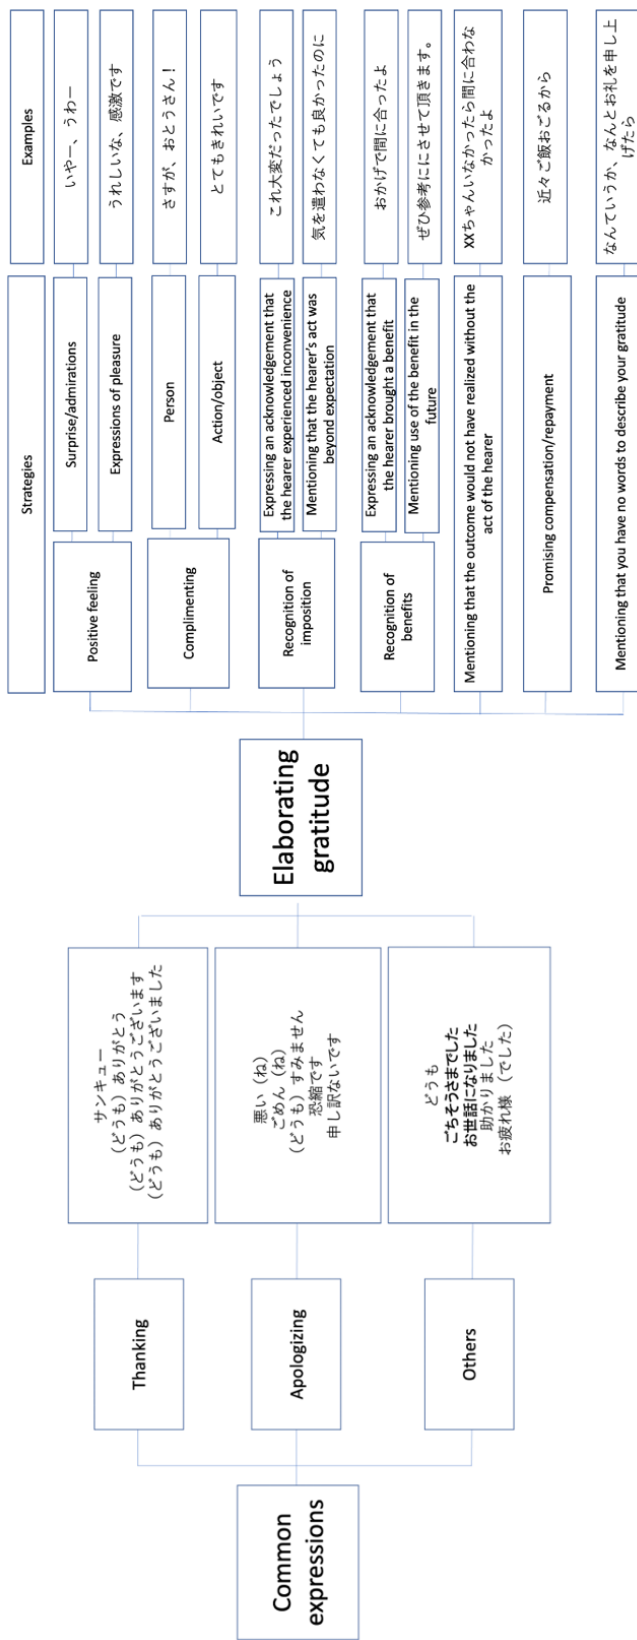 Common
expressions
Thanking
サンキュー
(どうも) ありがとう
(どうも) ありがとうございます
(どうも) ありがとうございました
Apologizing
悪い (ね)
ごめん (ね)
(どうも) すみません
恐縮です
申し訳ないです
Others
どうも
ごちそうさまでした
お世話になりました
助かりました
お疲れ様 (でした)
Elaborating
gratitude
Strategies
Examples
Positive feeling
Surprise/admirations
いやー、うわー
Expressions of pleasure
うれしいな、感激です
Complimenting
Person
さすが、おとうさん！
Action/object
とてもきれいです
Recognition of
imposition
Expressing an acknowledgement that
the hearer experienced inconvenience
これ大変だったでしょう
Mentioning that the hearer's act was
beyond expectation
気を遣わなくても良かったのに
Recognition of
benefits
Expressing an acknowledgement that
the hearer brought a benefit
おかげで間に合ったよ
Mentioning use of the benefit in the
future
ぜひ参考ににさせて頂きます。
Mentioning that the outcome would not have realized without the
act of the hearer
XXちゃんいなかったら間に合わな
かったよ
Promising compensation/repayment
近々ご飯おごるから
Mentioning that you have no words to describe your gratitude
なんていうか、なんとお礼を申し上
げたら